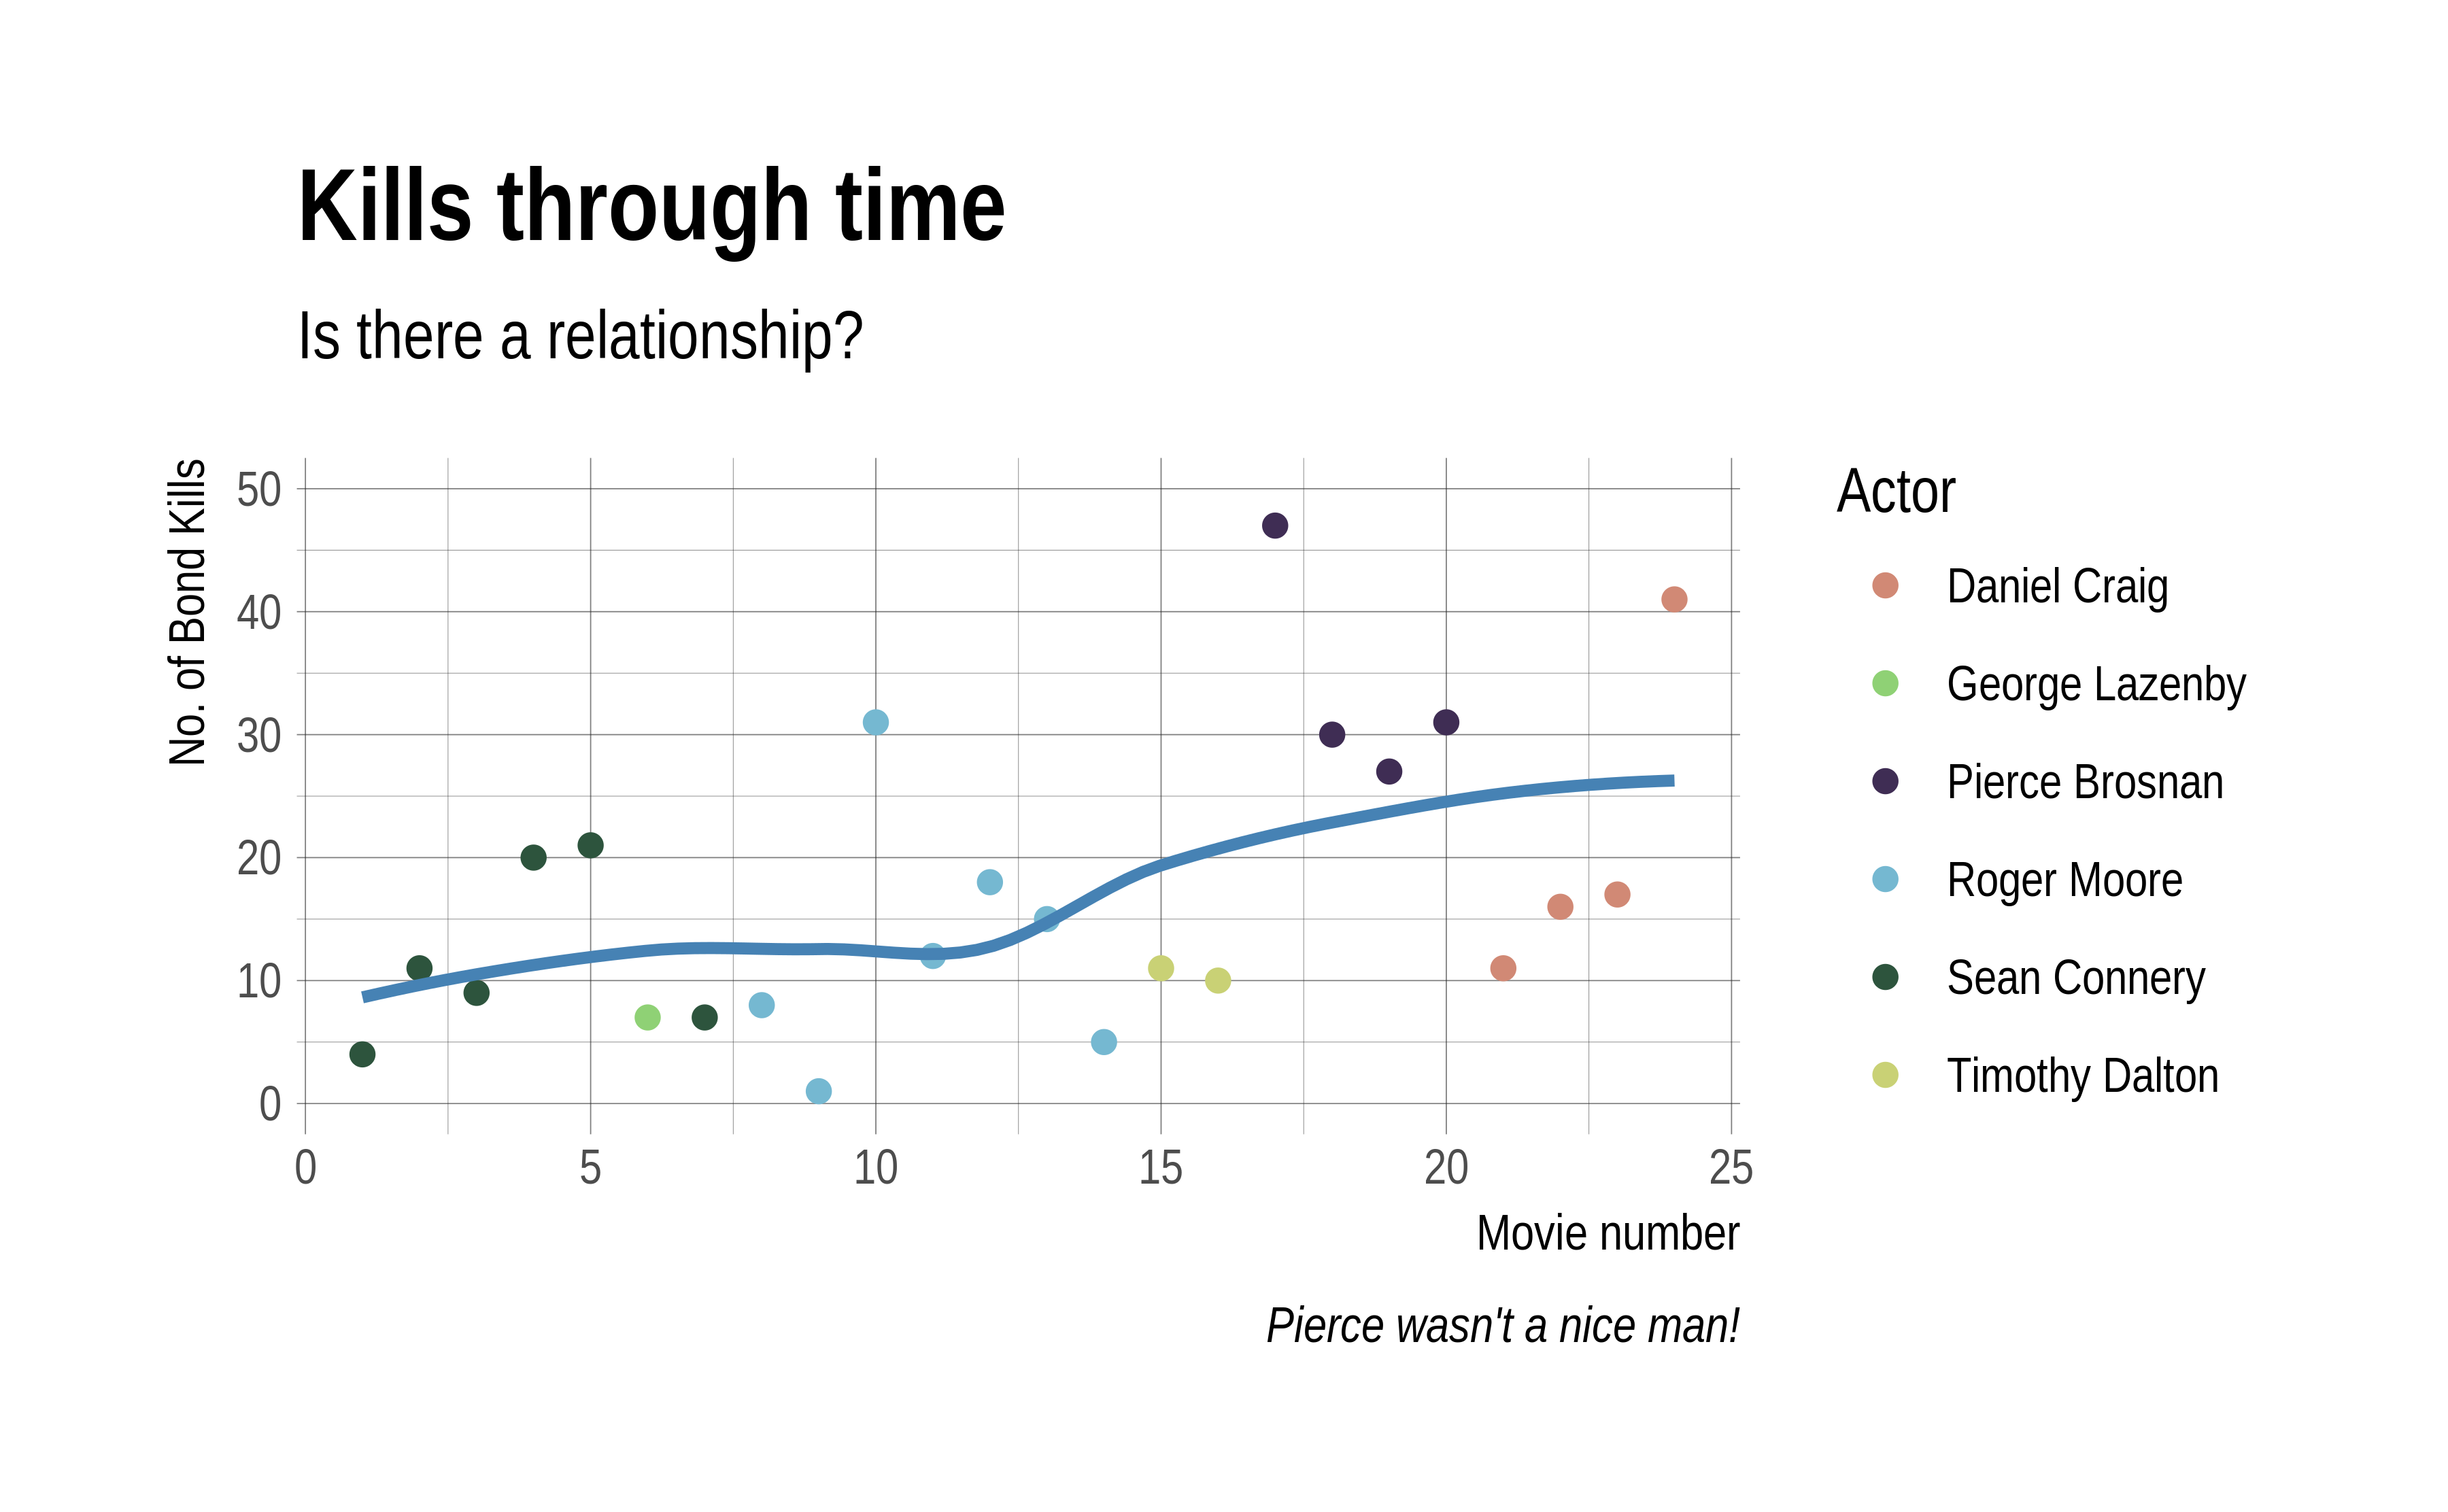 Kills through time
Is there a relationship?
No. of Bond Kills
50
40
30
20
10
0
0 5 10 15 20 25
Movie number
Pierce wasn't a nice man!
Actor
Daniel Craig
George Lazenby
Pierce Brosnan
Roger Moore
Sean Connery
Timothy Dalton